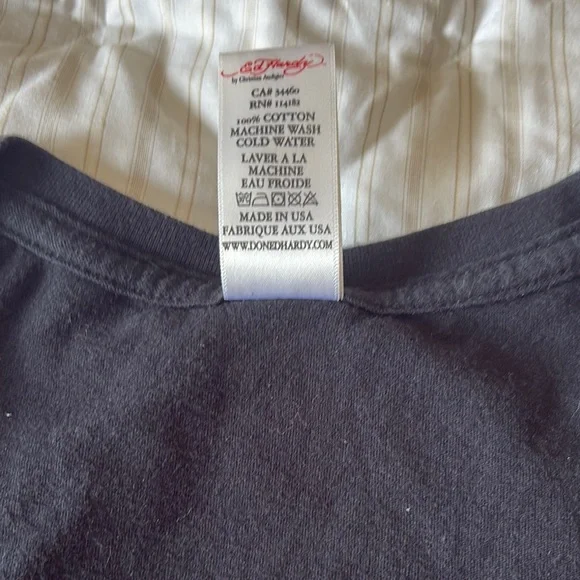 Ed Hardy
by Christian Audigier
CA# 34460
RN# 114182
100% COTTON
MACHINE WASH
COLD WATER
LAVER A LA
MACHINE
EAU FROIDE
MADE IN USA
FABRIQUE AUX USA
WWW.DONEDHARDY.COM